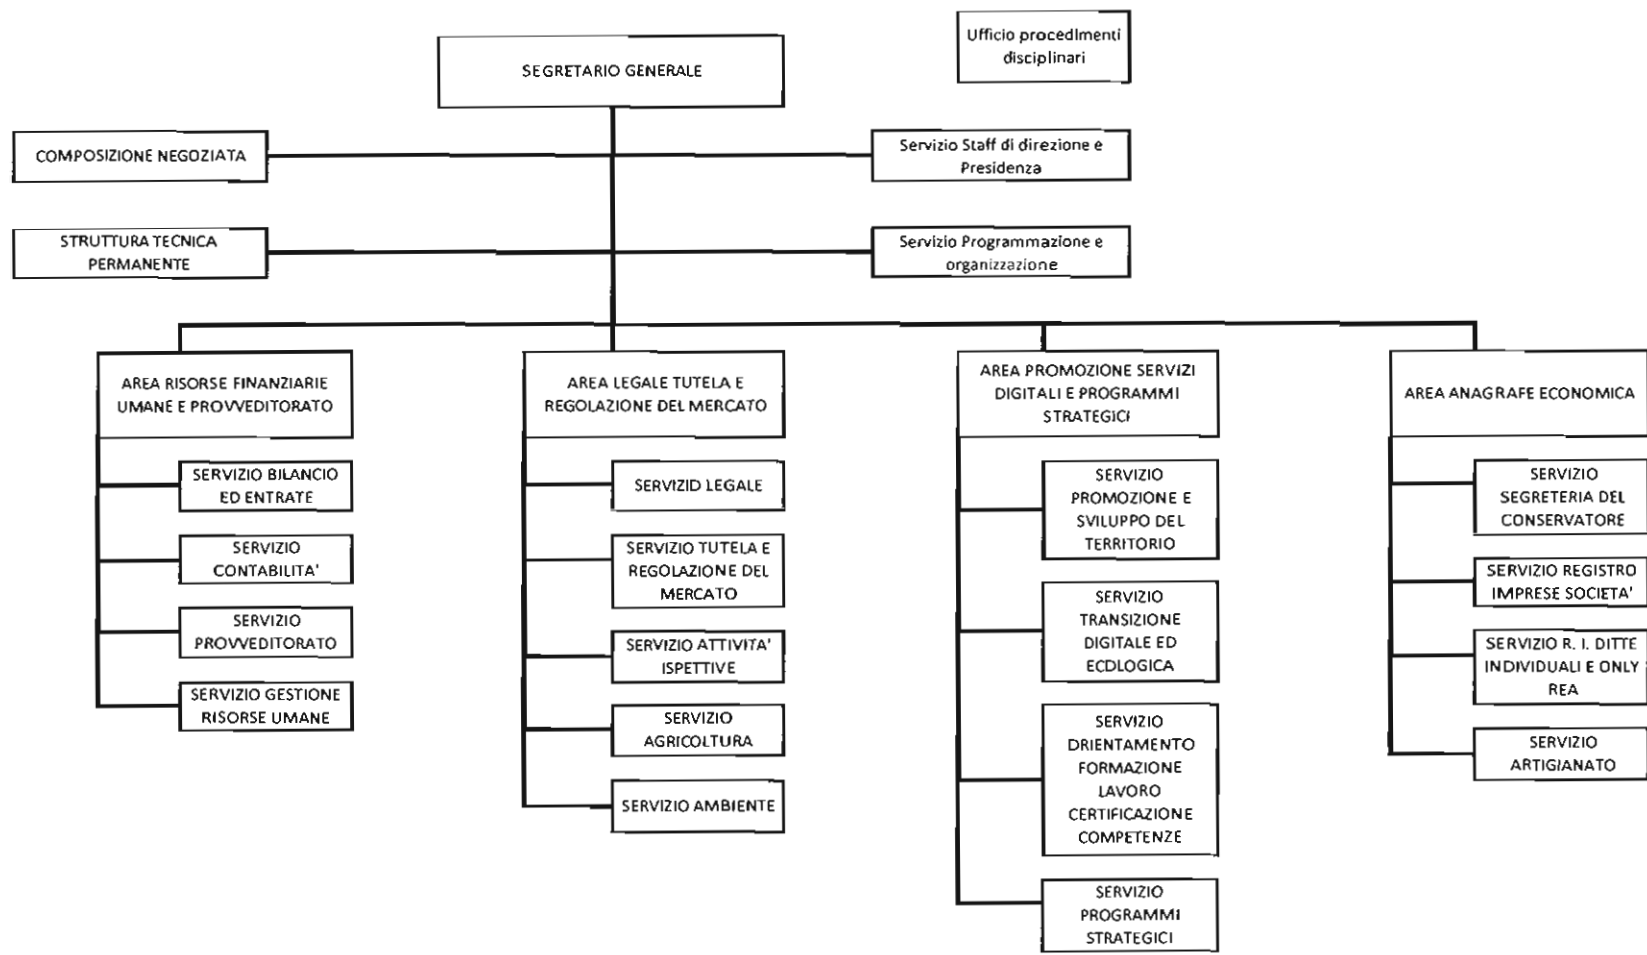 SEGRETARIO GENERALE
Ufficio procedImenti
disciplinari
COMPOSIZIONE NEGOZIATA
Servizio Staff di direzione e
Presidenza
STRUTTURA TECNICA
PERMANENTE
Servizio Programmazione e
organizzazione
AREA RISORSE FINANZIARIE
UMANE E PROVVEDITORATO
SERVIZIO BILANCIO
ED ENTRATE
SERVIZIO
CONTABILITA'
SERVIZIO
PROVVEDITORATO
SERVIZIO GESTIONE
RISORSE UMANE
AREA LEGALE TUTELA E
REGOLAZIONE DEL MERCATO
SERVIZID LEGALE
SERVIZIO TUTELA E
REGOLAZIONE DEL
MERCATO
SERVIZIO ATTIVITA'
ISPETTIVE
SERVIZIO
AGRICOLTURA
SERVIZIO AMBIENTE
AREA PROMOZIONE SERVIZI
DIGITALI E PROGRAMMI
STRATEGICI
SERVIZIO
PROMOZIONE E
SVILUPPO DEL
TERRITORIO
SERVIZIO
TRANSIZIONE
DIGITALE ED
ECDLOGICA
SERVIZIO
DRIENTAMENTO
FORMAZIONE
LAVORO
CERTIFICAZIONE
COMPETENZE
SERVIZIO
PROGRAMMI
STRATEGICI
AREA ANAGRAFE ECONOMICA
SERVIZIO
SEGRETERIA DEL
CONSERVATORE
SERVIZIO REGISTRO
IMPRESE SOCIETA'
SERVIZIO R. I. DITTE
INDIVIDUALI E ONLY
REA
SERVIZIO
ARTIGIANATO